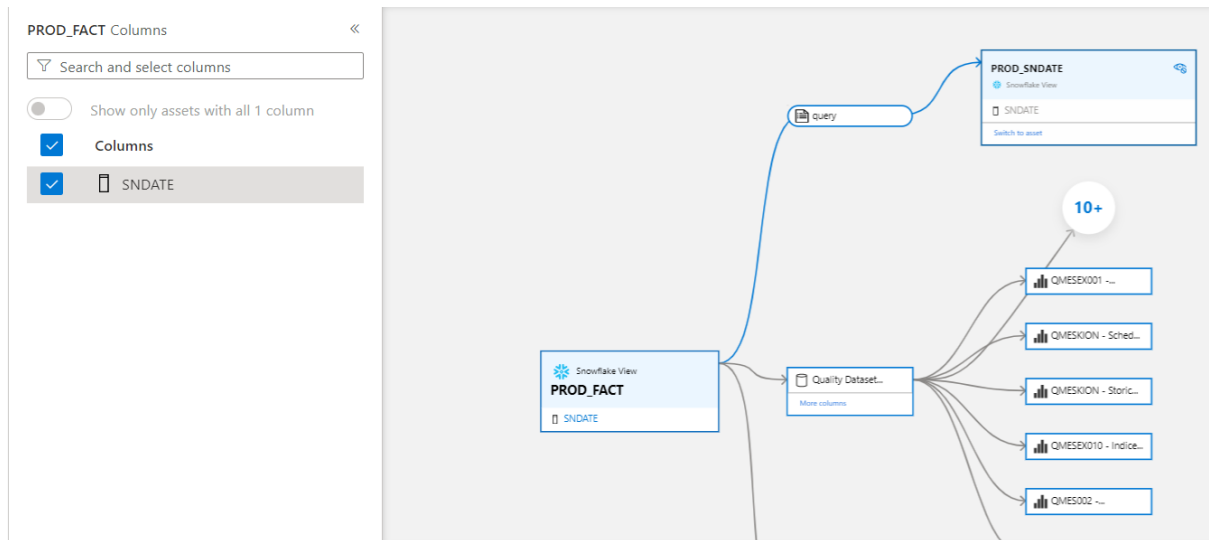 PROD_FACT Columns
«
Search and select columns
Show only assets with all 1 column
Columns
SNDATE
query
PROD_SNDATE
Snowflake View
SNDATE
Switch to asset
10+
QMESEX001 -...
QMESKION - Sched...
Snowflake View
PROD_FACT
SNDATE
Quality Dataset...
More columns
QMESKION - Storic...
QMESEX010 - Indice...
QMES002 -...